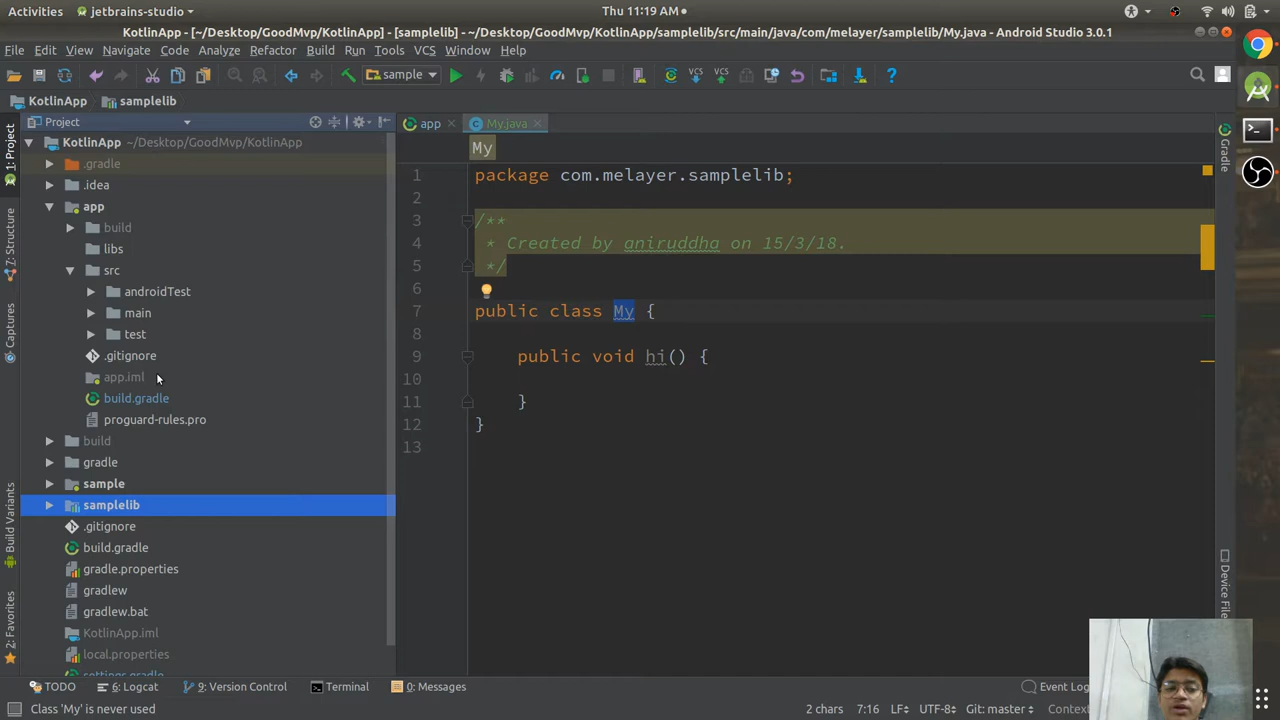 Activities jetbrains-studio Thu 11:19 AM
KotlinApp - [~/Desktop/GoodMvp/KotlinApp] - [samplelib] - ~/Desktop/GoodMvp/KotlinApp/samplelib/src/main/java/com/melayer/samplelib/My.java - Android Studio 3.0.1
File Edit View Navigate Code Analyze Refactor Build Run Tools VCS Window Help
sample VCS VCS ?
KotlinApp samplelib
Project
app My.java
1: Project
7: Structure
Captures
Build Variants
2: Favorites
KotlinApp ~/Desktop/GoodMvp/KotlinApp
.gradle
.idea
app
build
libs
src
androidTest
main
test
.gitignore
app.iml
build.gradle
proguard-rules.pro
build
gradle
sample
samplelib
.gitignore
build.gradle
gradle.properties
gradlew
gradlew.bat
KotlinApp.iml
local.properties
settings.gradle
My
1 package com.melayer.samplelib;
2
3 /**
4 * Created by aniruddha on 15/3/18.
5 */
6
7 public class My {
8
9 public void hi() {
10
11 }
12 }
13
Gradle
Device File
TODO 6: Logcat 9: Version Control Terminal 0: Messages Event Log
Class 'My' is never used 2 chars 7:16 LF UTF-8 Git: master Context